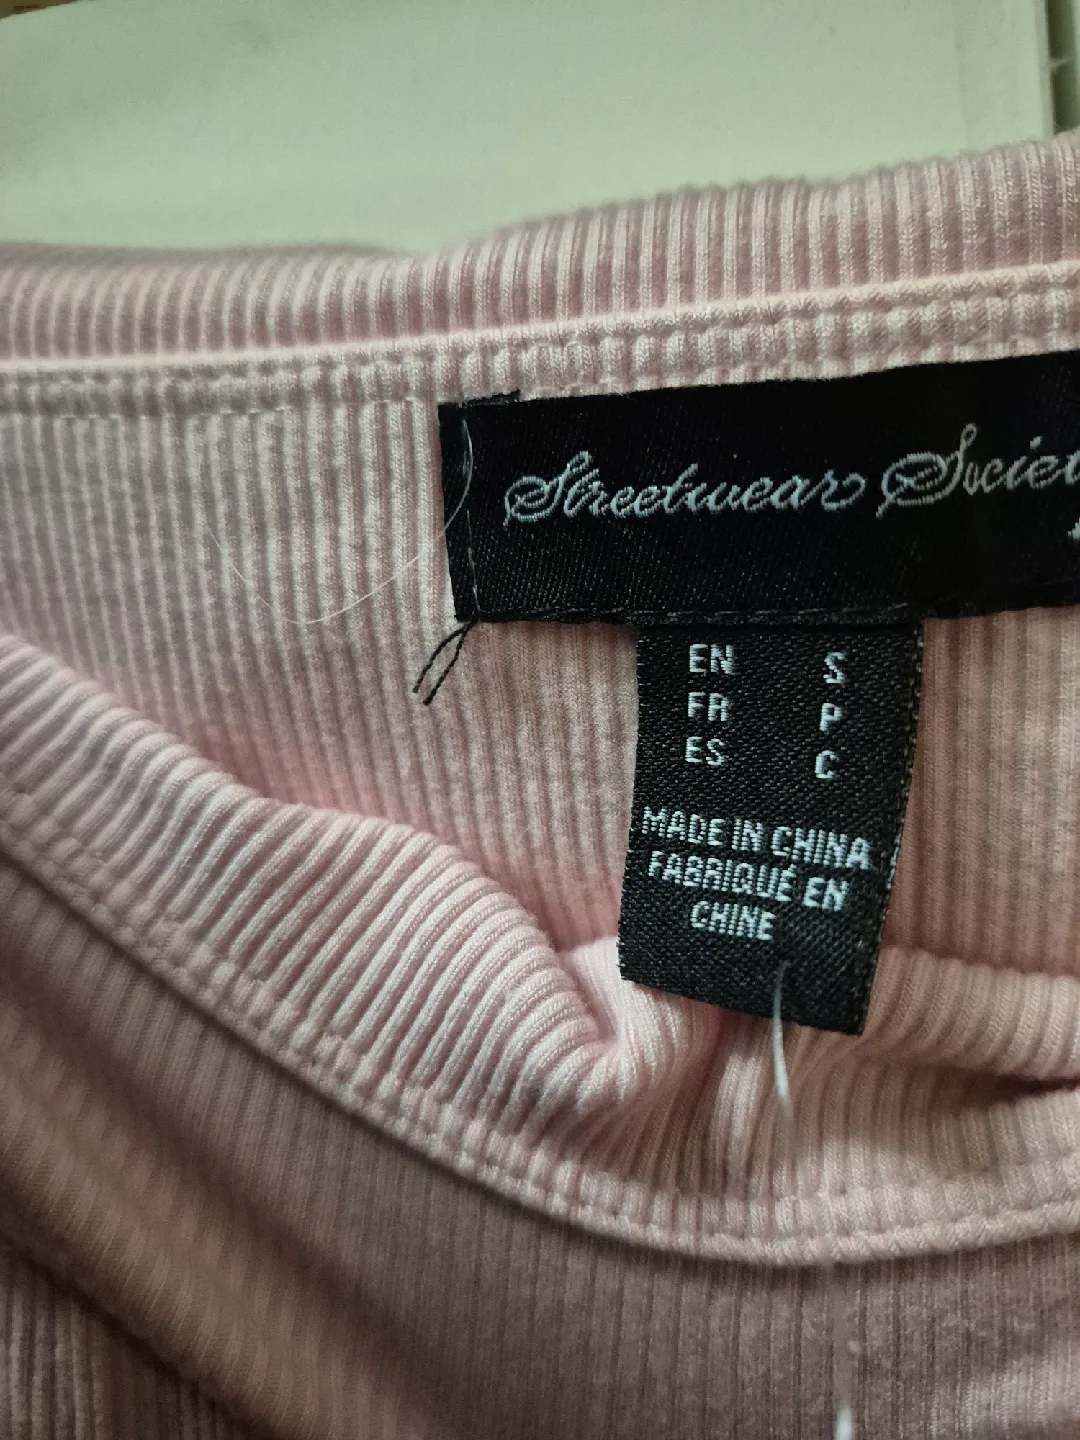 Streetwear Societ
EN S
FR P
ES C
MADE IN CHINA
FABRIQUÉ EN
CHINE